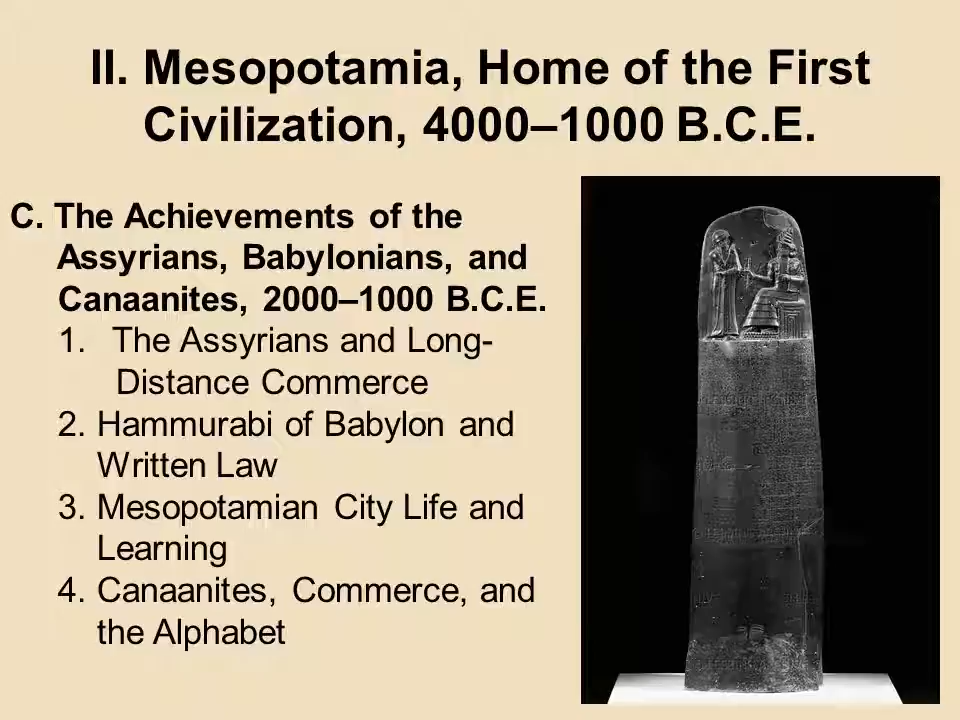 II. Mesopotamia, Home of the First
Civilization, 4000–1000 B.C.E.
C. The Achievements of the
Assyrians, Babylonians, and
Canaanites, 2000–1000 B.C.E.
1. The Assyrians and Long-
Distance Commerce
2. Hammurabi of Babylon and
Written Law
3. Mesopotamian City Life and
Learning
4. Canaanites, Commerce, and
the Alphabet